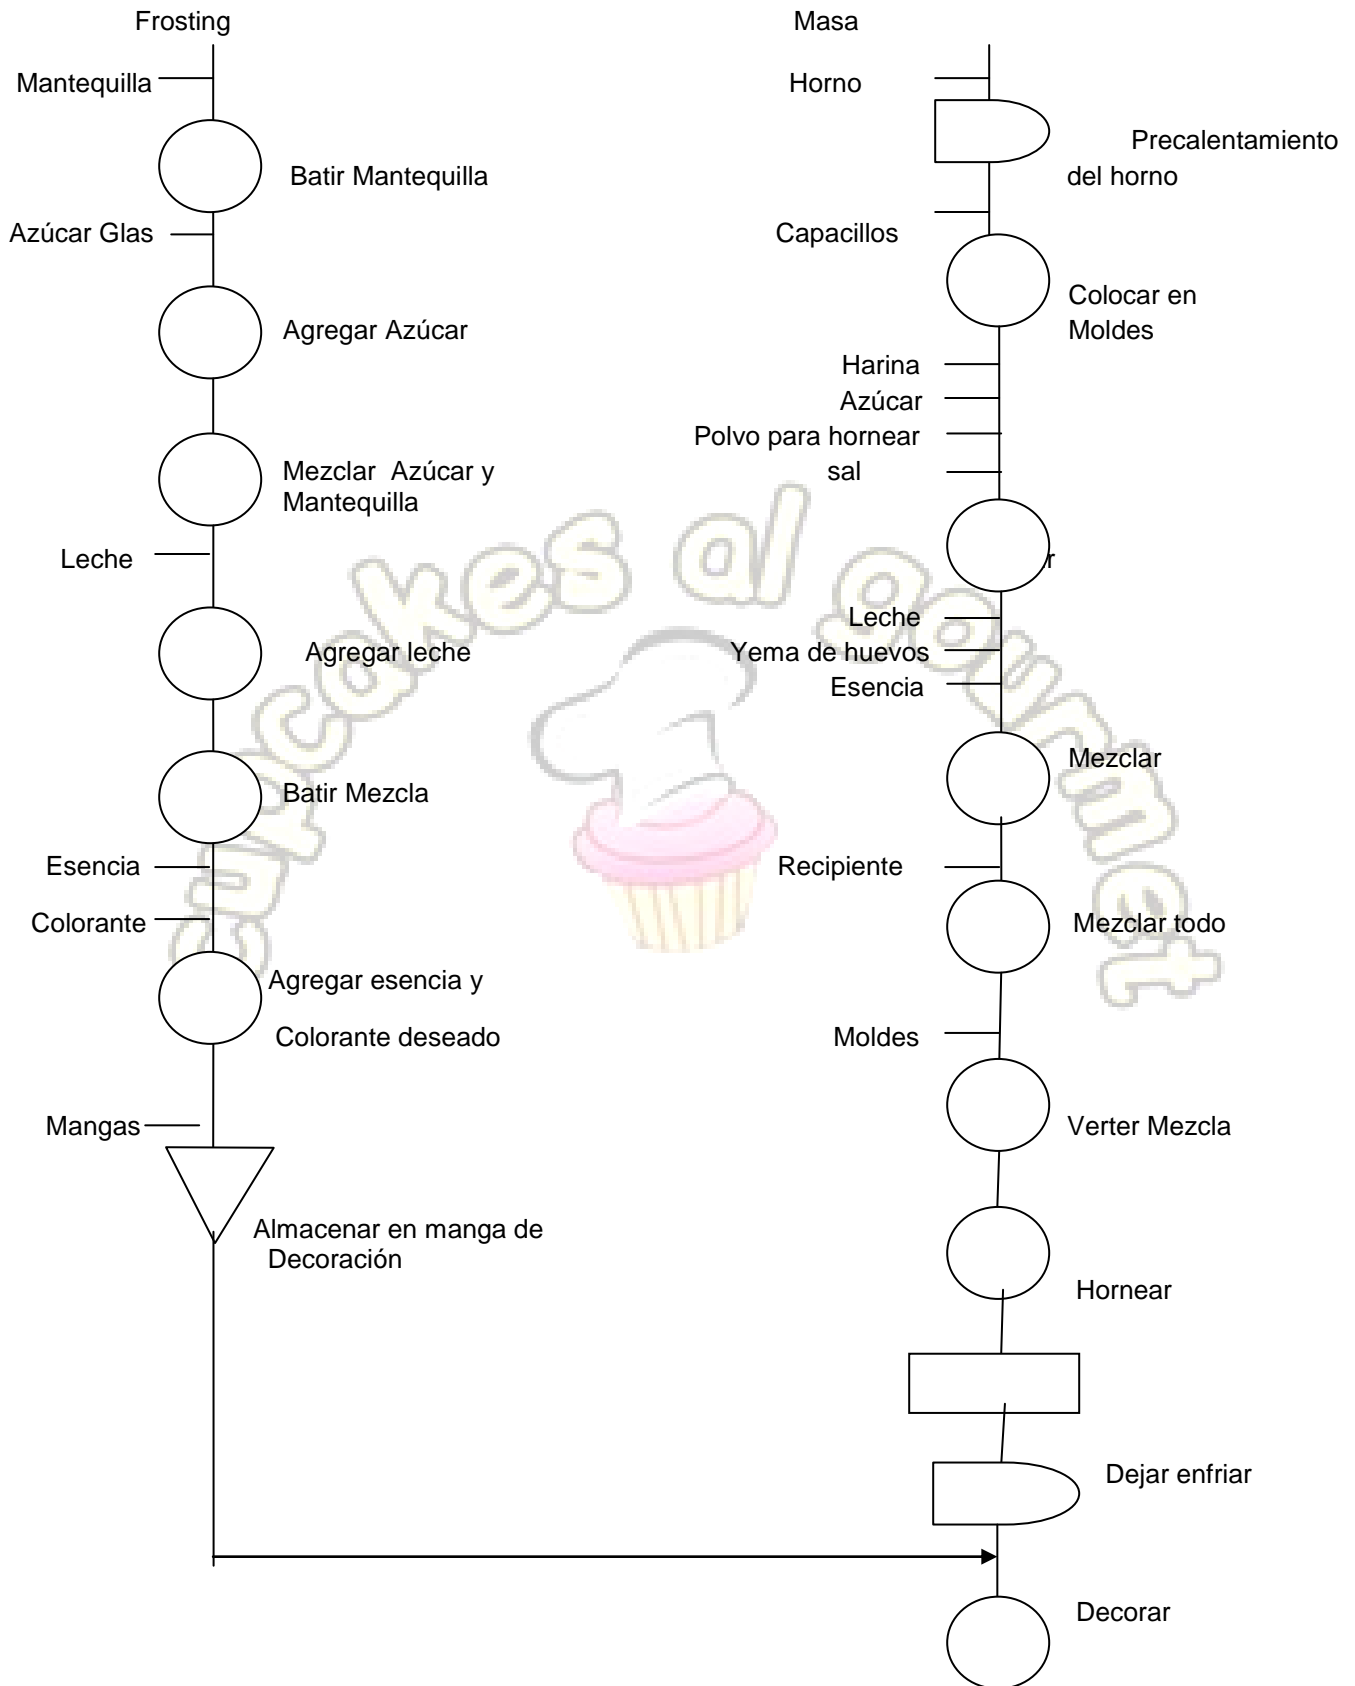 Frosting
Mantequilla
Batir Mantequilla
Azúcar Glas
Agregar Azúcar
Mezclar Azúcar y
Mantequilla
Leche
Agregar leche
Batir Mezcla
Esencia
Colorante
Agregar esencia y
Colorante deseado
Mangas
Almacenar en manga de
Decoración
Masa
Horno
Precalentamiento
del horno
Capacillos
Colocar en
Moldes
Harina
Azúcar
Polvo para hornear
sal
r
Leche
Yema de huevos
Esencia
Mezclar
Recipiente
Mezclar todo
Moldes
Verter Mezcla
Hornear
Dejar enfriar
Decorar
cupcakes al gourmet